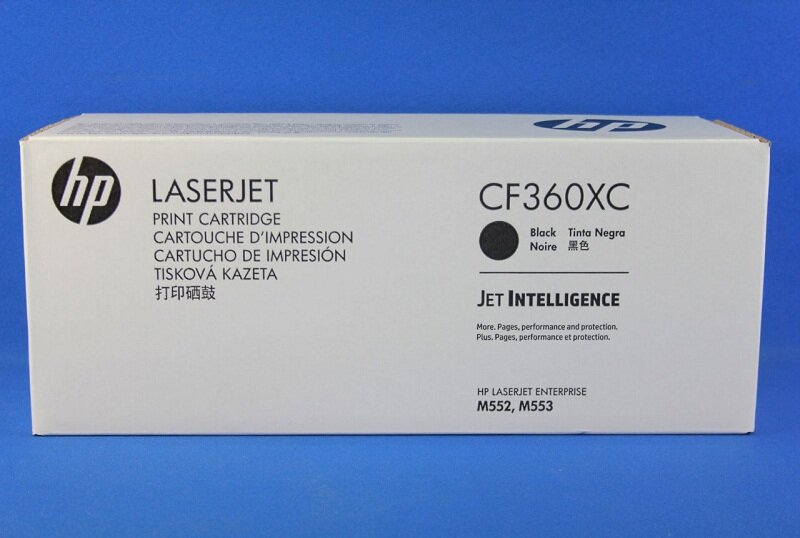 hp
hp
LASERJET
PRINT CARTRIDGE
CARTOUCHE D'IMPRESSION
CARTUCHO DE IMPRESIÓN
TISKOVÁ KAZETA
打印硒鼓
CF360XC
Black Tinta Negra
Noire 黑色
JET INTELLIGENCE
More. Pages, performance and protection.
Plus. Pages, performance et protection.
HP LASERJET ENTERPRISE
M552, M553